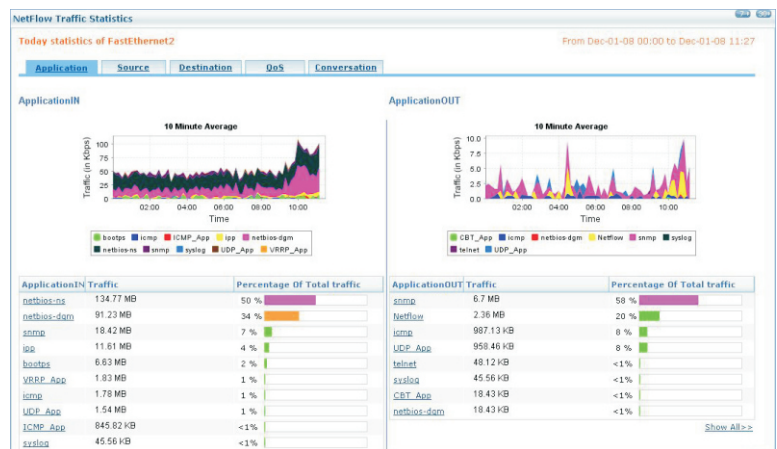 NetFlow Traffic Statistics
Today statistics of FastEthernet2
From Dec-01-08 00:00 to Dec-01-08 11:27
Application Source Destination QoS Conversation
ApplicationIN
10 Minute Average
Traffic (in Kbps)
100
75
50
25
0
02:00 04:00 06:00 08:00 10:00
Time
bootps icmp ICMP_App ipp netbios-dgm
netbios-ns snmp syslog UDP_App VRRP_App
ApplicationIN Traffic Percentage Of Total traffic
netbios-ns 134.77 MB 50 %
netbios-dgm 91.23 MB 34 %
snmp 18.42 MB 7 %
ipp 11.61 MB 4 %
bootps 6.63 MB 2 %
VRRP_App 1.83 MB 1 %
icmp 1.78 MB 1 %
UDP_App 1.54 MB 1 %
ICMP_App 845.82 KB <1%
syslog 45.56 KB <1%
ApplicationOUT
10 Minute Average
Traffic (in Kbps)
10.0
7.5
5.0
2.5
0.0
02:00 04:00 06:00 08:00 10:00
Time
CBT_App icmp netbios-dgm Netflow snmp syslog
telnet UDP_App
ApplicationOUT Traffic Percentage Of Total traffic
snmp 6.7 MB 58 %
Netflow 2.36 MB 20 %
icmp 987.13 KB 8 %
UDP_App 958.46 KB 8 %
telnet 48.12 KB <1%
syslog 45.56 KB <1%
CBT_App 18.43 KB <1%
netbios-dgm 18.43 KB <1%
Show All>>